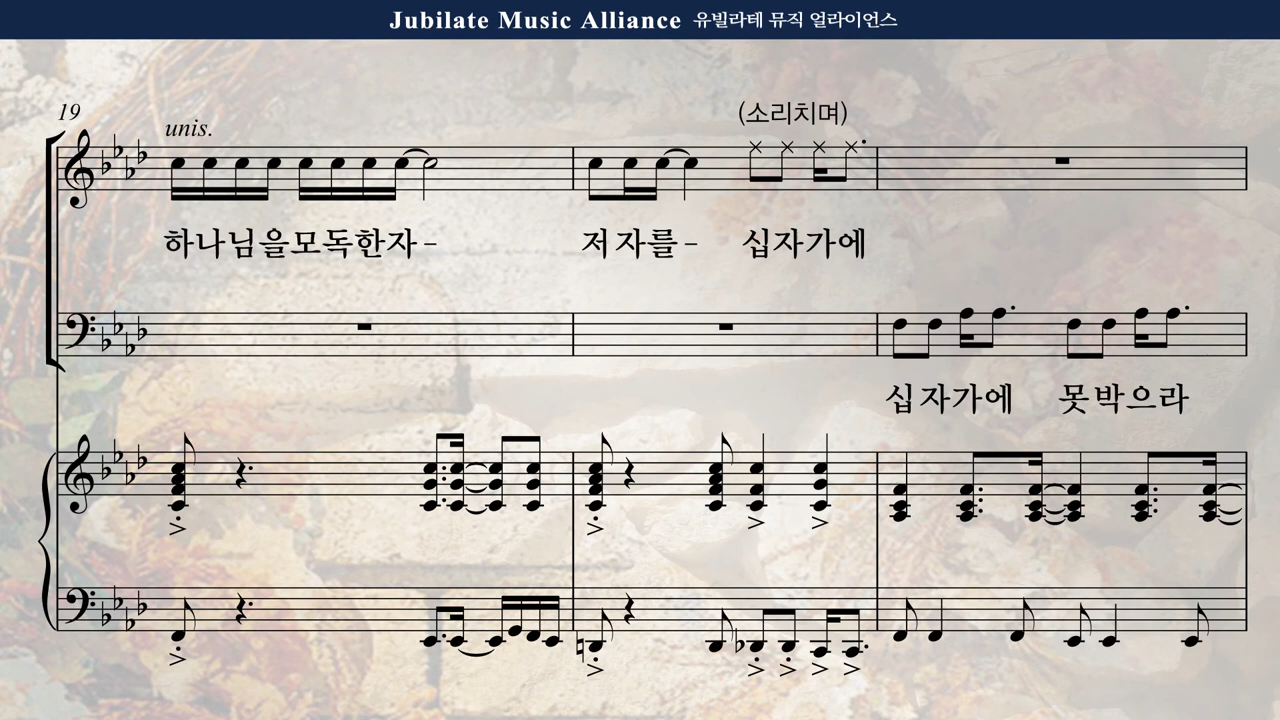 Jubilate Music Alliance 유빌라테 뮤직 얼라이언스
19
unis.
(소리치며)
하나님을모독한자- 저자를- 십자가에
십자가에 못박으라